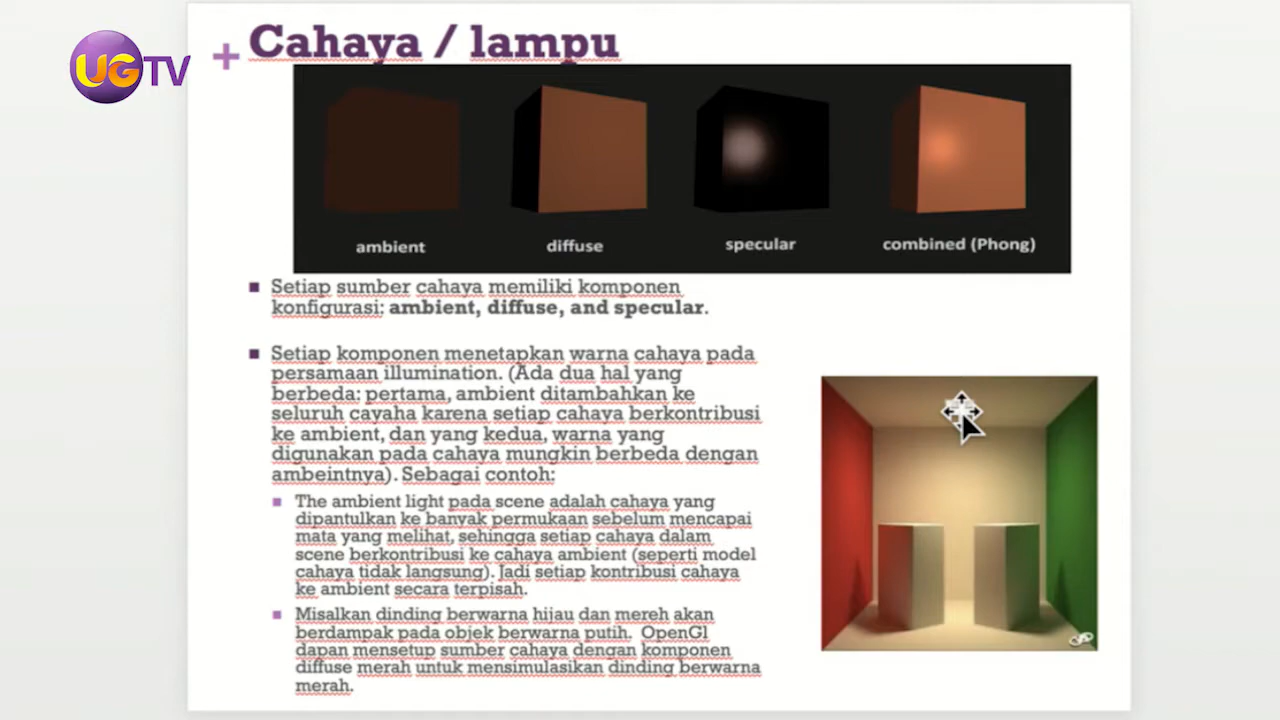 UGTV
+ Cahaya / lampu
ambient diffuse specular combined (Phong)
■ Setiap sumber cahaya memiliki komponen
konfigurasi: ambient, diffuse, and specular.
■ Setiap komponen menetapkan warna cahaya pada
persamaan illumination. (Ada dua hal yang
berbeda: pertama, ambient ditambahkan ke
seluruh cayaha karena setiap cahaya berkontribusi
ke ambient, dan yang kedua, warna yang
digunakan pada cahaya mungkin berbeda dengan
ambeintnya). Sebagai contoh:
■ The ambient light pada scene adalah cahaya yang
dipantulkan ke banyak permukaan sebelum mencapai
mata yang melihat, sehingga setiap cahaya dalam
scene berkontribusi ke cahaya ambient (seperti model
cahaya tidak langsung). Jadi setiap kontribusi cahaya
ke ambient secara terpisah.
■ Misalkan dinding berwarna hijau dan mereh akan
berdampak pada objek berwarna putih. OpenGl
dapan mensetup sumber cahaya dengan komponen
diffuse merah untuk mensimulasikan dinding berwarna
merah.